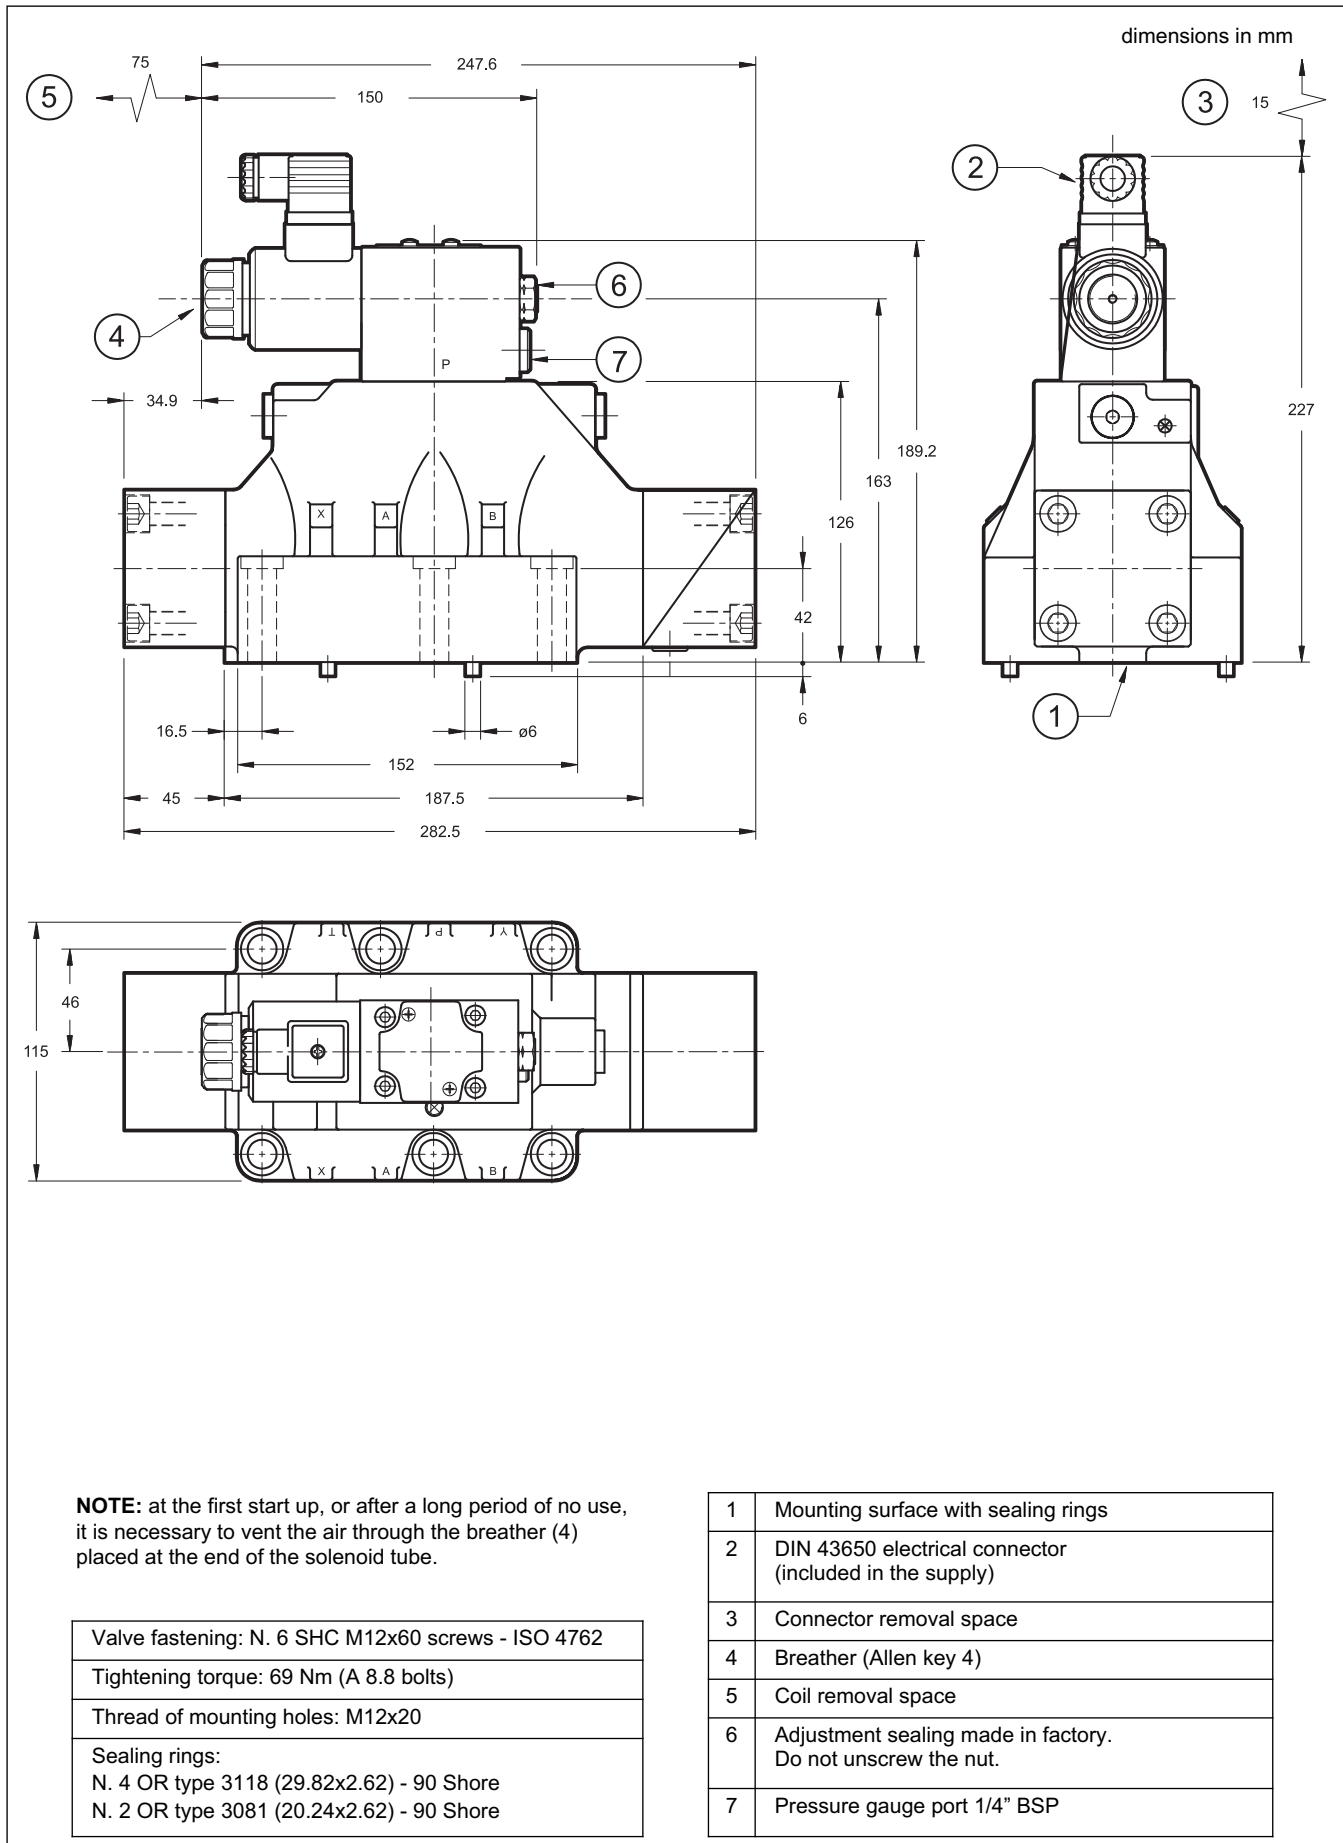 dimensions in mm
75
247.6
5
150
3
15
2
6
4
7
P
34.9
227
189.2
163
X
A
B
126
42
6
1
16.5
ø6
152
45
187.5
282.5
T
P
Y
46
115
X
A
B
NOTE: at the first start up, or after a long period of no use,
it is necessary to vent the air through the breather (4)
placed at the end of the solenoid tube.
Valve fastening: N. 6 SHC M12x60 screws - ISO 4762
Tightening torque: 69 Nm (A 8.8 bolts)
Thread of mounting holes: M12x20
Sealing rings:
N. 4 OR type 3118 (29.82x2.62) - 90 Shore
N. 2 OR type 3081 (20.24x2.62) - 90 Shore
1 Mounting surface with sealing rings
2 DIN 43650 electrical connector
(included in the supply)
3 Connector removal space
4 Breather (Allen key 4)
5 Coil removal space
6 Adjustment sealing made in factory.
Do not unscrew the nut.
7 Pressure gauge port 1/4” BSP